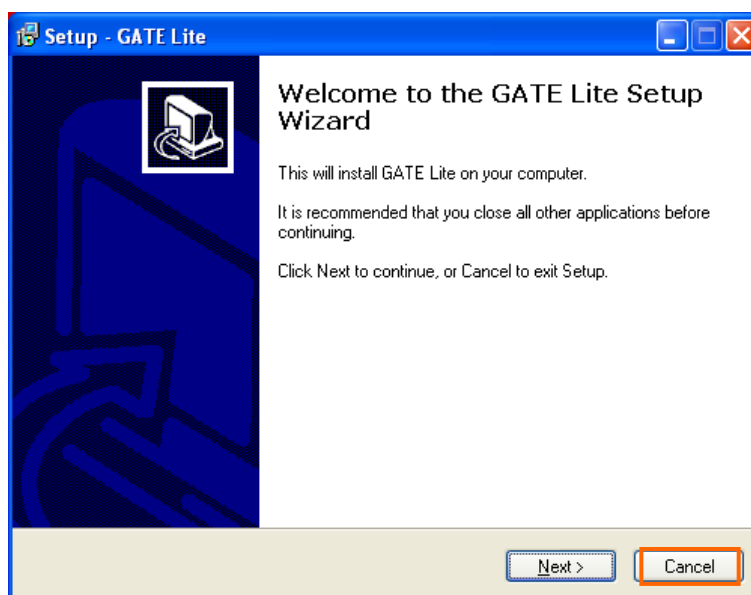 Setup - GATE Lite
Welcome to the GATE Lite Setup
Wizard
This will install GATE Lite on your computer.
It is recommended that you close all other applications before
continuing.
Click Next to continue, or Cancel to exit Setup.
Next > Cancel